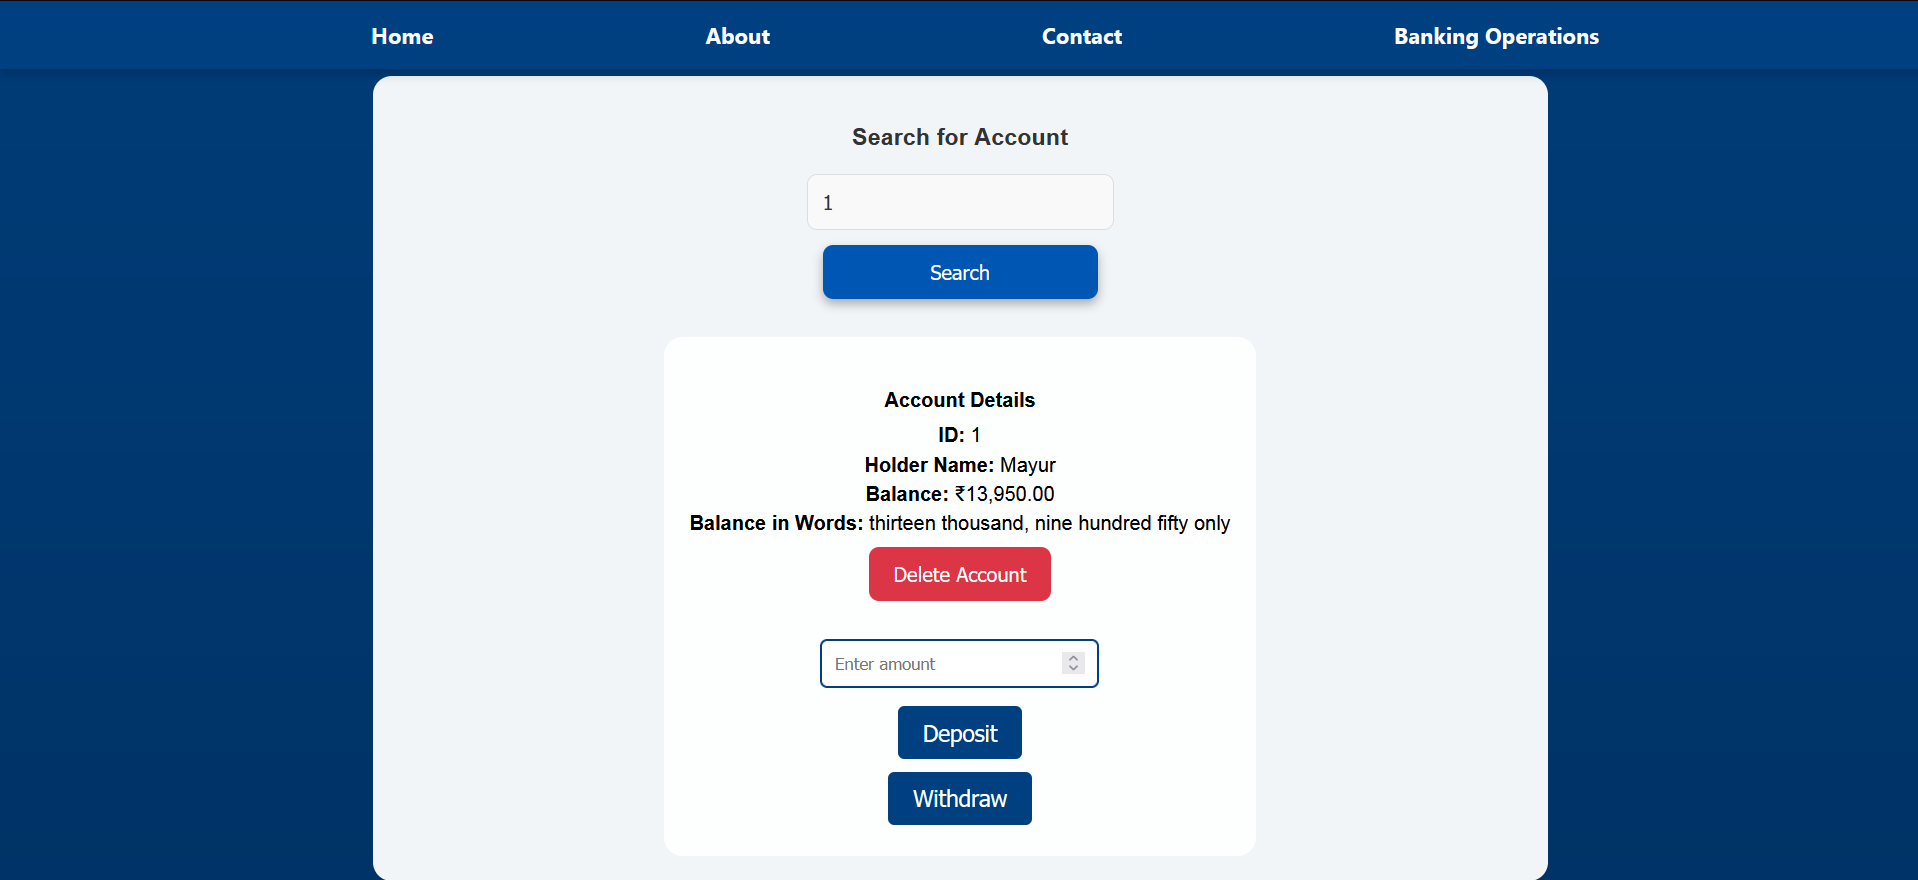 Home About Contact Banking Operations
Search for Account
1
Search
Account Details
ID: 1
Holder Name: Mayur
Balance: ₹13,950.00
Balance in Words: thirteen thousand, nine hundred fifty only
Delete Account
Enter amount
Deposit
Withdraw